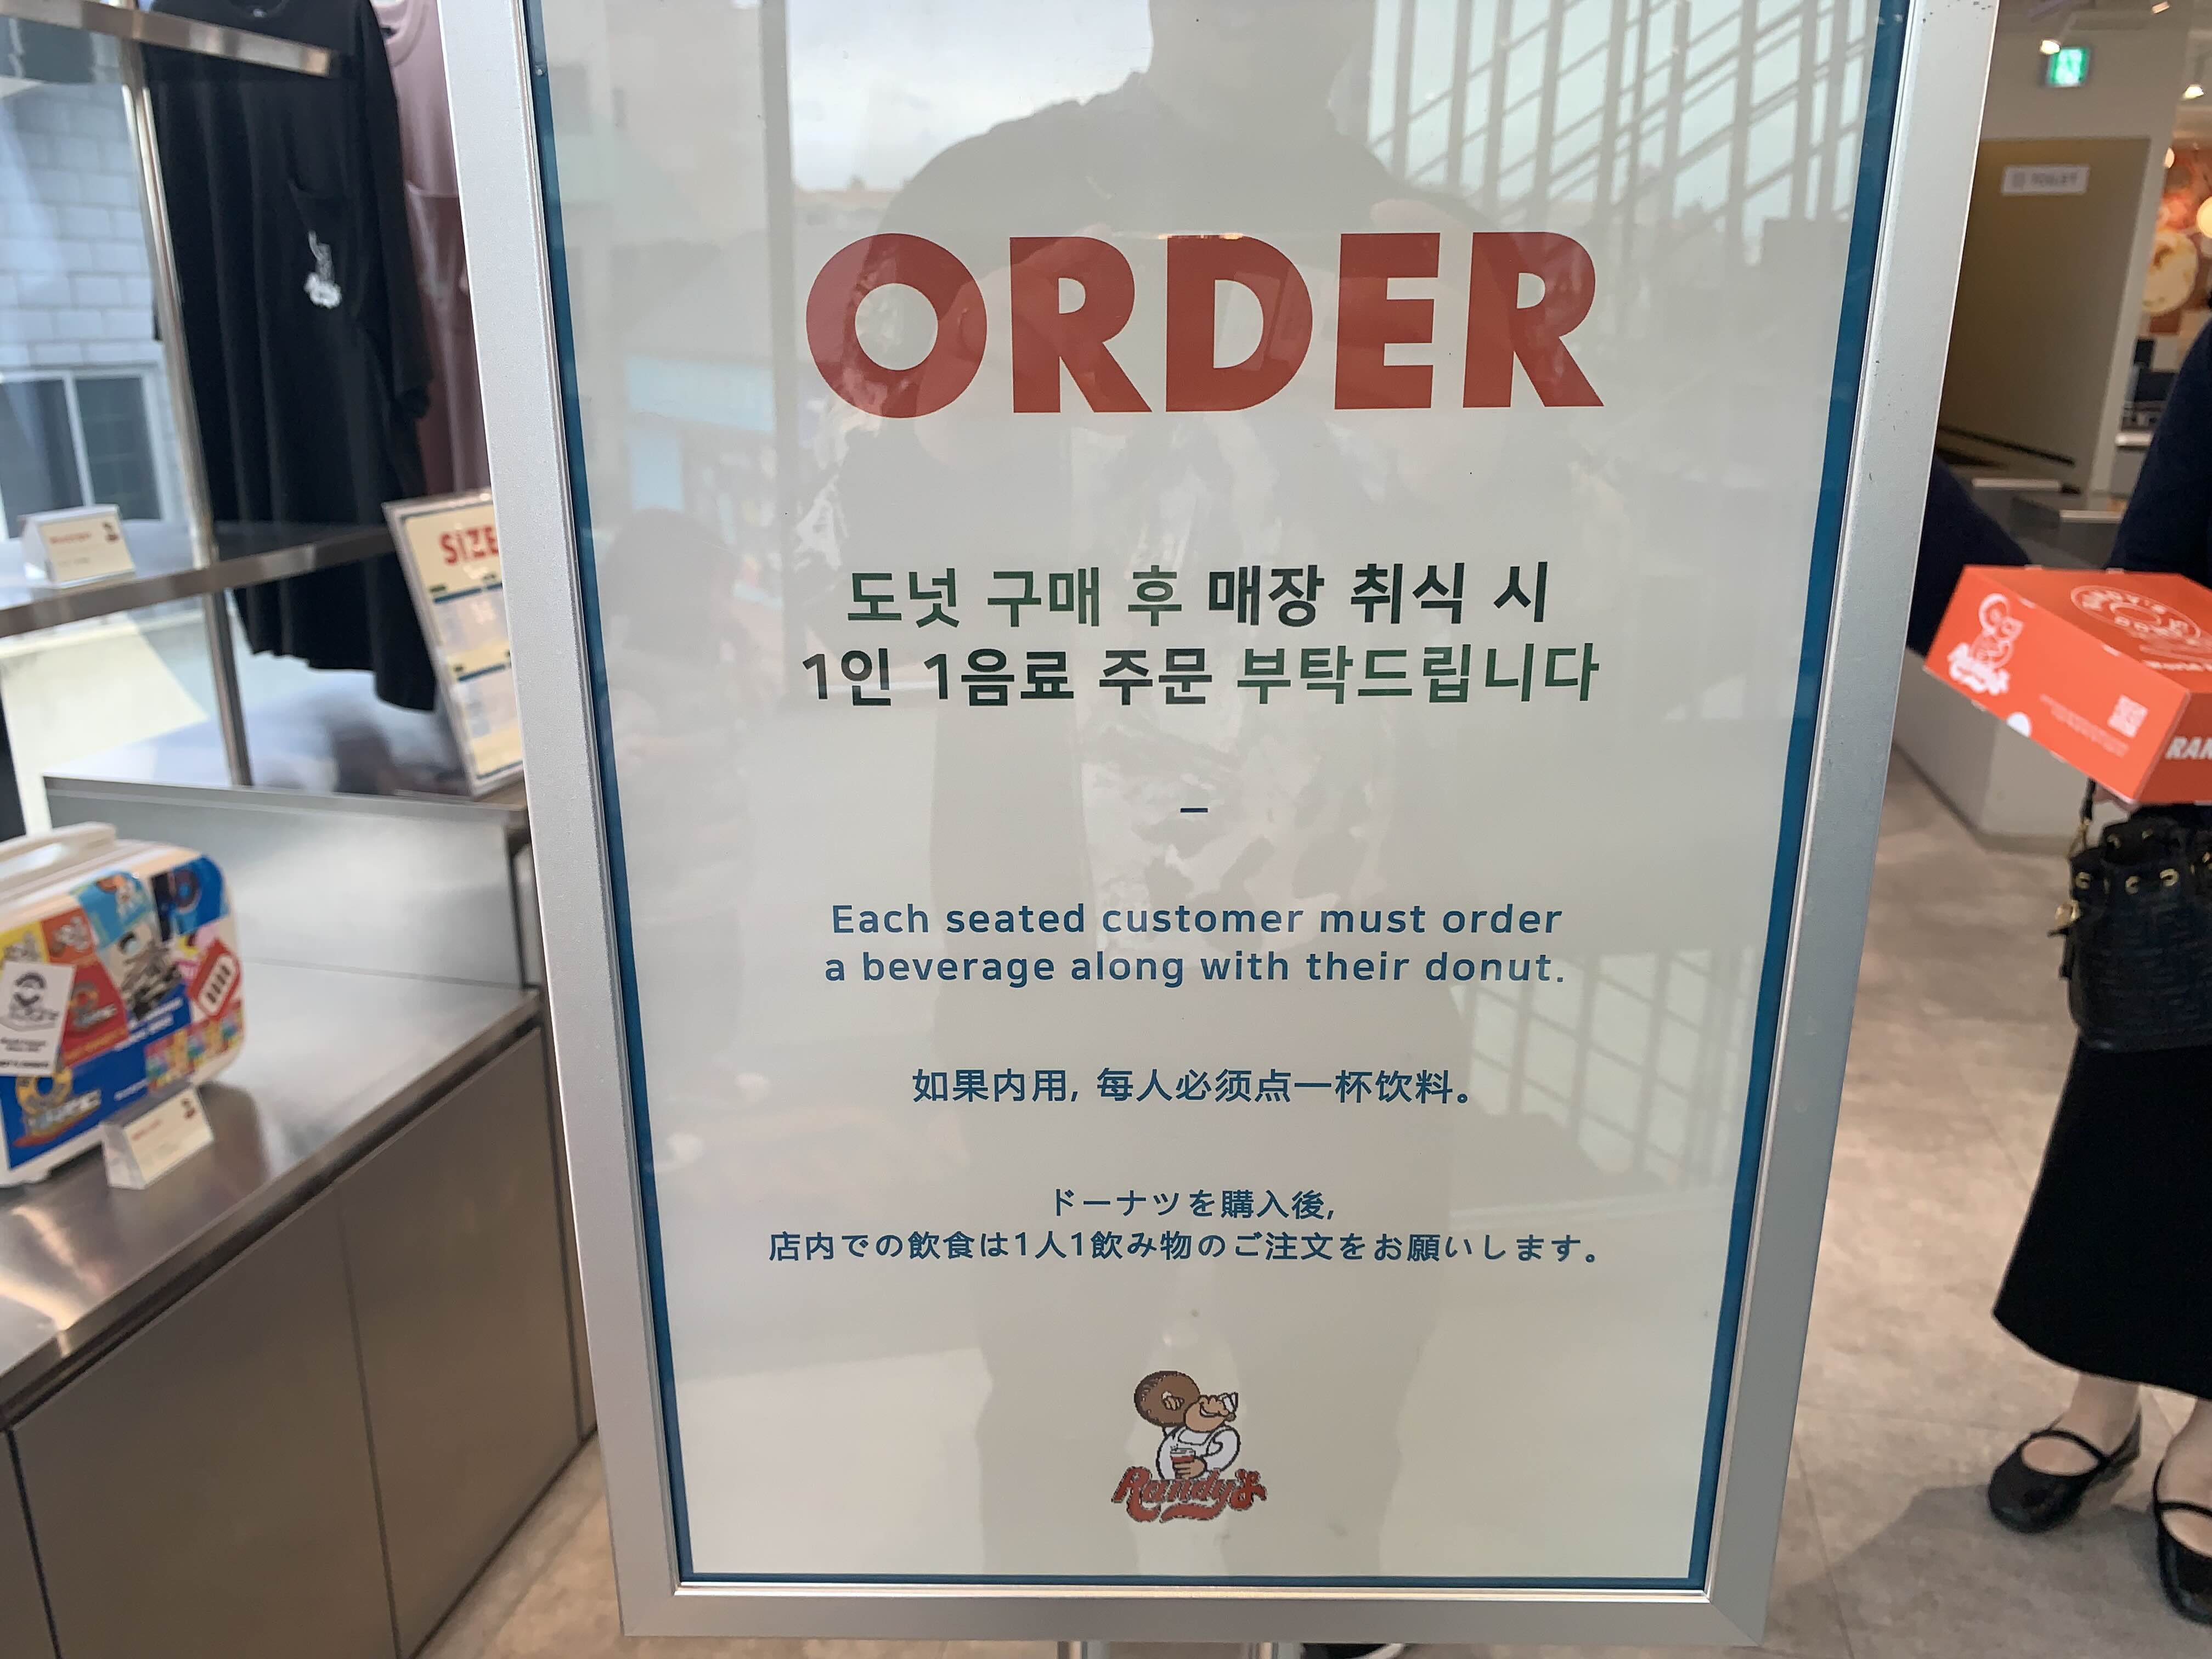 ORDER
도넛 구매 후 매장 취식 시
1인 1음료 주문 부탁드립니다
–
Each seated customer must order
a beverage along with their donut.
如果内用, 每人必须点一杯饮料。
ドーナツを購入後,
店内での飲食は1人1飲み物のご注文をお願いします。
Randy's
SIZE
TOILET
Randy's
RAN